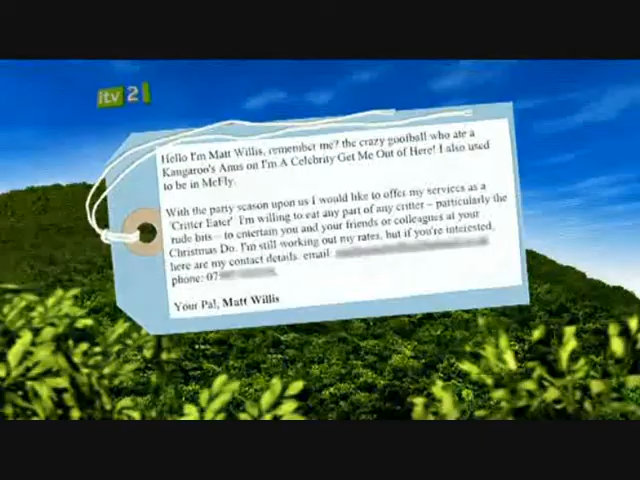 itv 2
Hello I'm Matt Willis, remember me? the crazy goofball who ate a
Kangaroo's Anus on I'm A Celebrity Get Me Out of Here! I also used
to be in McFly.
With the party season upon us I would like to offer my services as a
'Critter Eater' I'm willing to eat any part of any critter – particularly the
rude bits – to entertain you and your friends or colleagues at your
Christmas Do. I'm still working out my rates, but if you're interested,
here are my contact details. email
phone: 07
Your Pal, Matt Willis